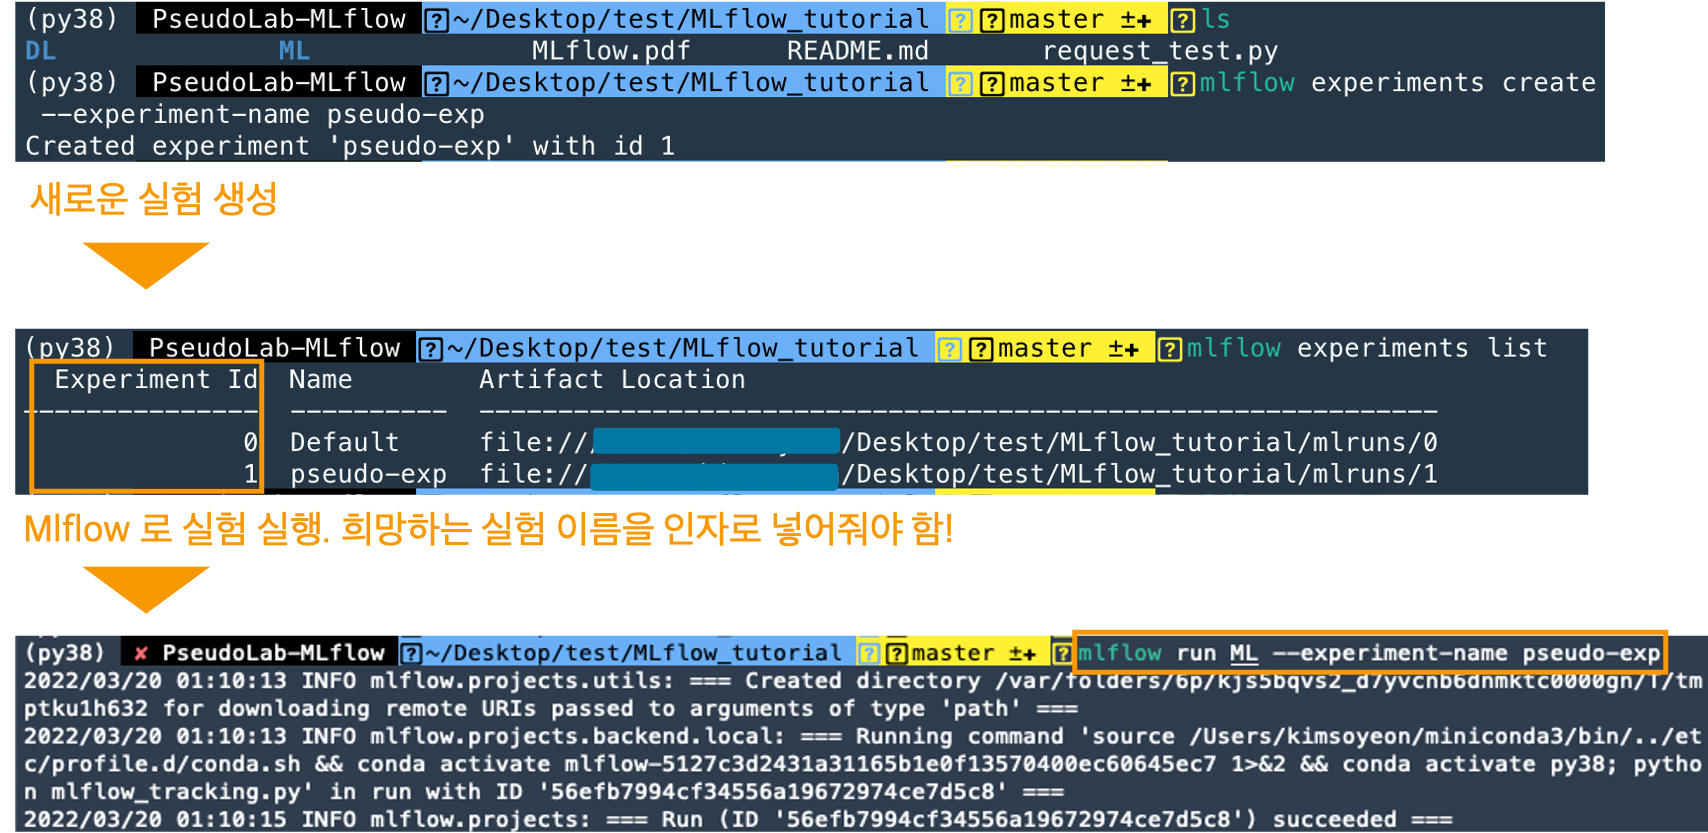 (py38) PseudoLab-MLflow ~/Desktop/test/MLflow_tutorial master ±✚ ls
DL ML MLflow.pdf README.md request_test.py
(py38) PseudoLab-MLflow ~/Desktop/test/MLflow_tutorial master ±✚ mlflow experiments create
--experiment-name pseudo-exp
Created experiment 'pseudo-exp' with id 1
새로운 실험 생성
(py38) PseudoLab-MLflow ~/Desktop/test/MLflow_tutorial master ±✚ mlflow experiments list
Experiment Id Name Artifact Location
--------------- ---------- -------------------------------------------------------------
0 Default file:// /Desktop/test/MLflow_tutorial/mlruns/0
1 pseudo-exp file:// /Desktop/test/MLflow_tutorial/mlruns/1
Mlflow 로 실험 실행. 희망하는 실험 이름을 인자로 넣어줘야 함!
(py38) ✘ PseudoLab-MLflow ~/Desktop/test/MLflow_tutorial master ±✚ mlflow run ML --experiment-name pseudo-exp
2022/03/20 01:10:13 INFO mlflow.projects.utils: === Created directory /var/folders/6p/kjs5bqvs2_d7yvcnb6dnmktc0000gn/T/tm
ptku1h632 for downloading remote URIs passed to arguments of type 'path' ===
2022/03/20 01:10:13 INFO mlflow.projects.backend.local: === Running command 'source /Users/kimsoyeon/miniconda3/bin/../et
c/profile.d/conda.sh && conda activate mlflow-5127c3d2431a31165b1e0f13570400ec60645ec7 1>&2 && conda activate py38; pytho
n mlflow_tracking.py' in run with ID '56efb7994cf34556a19672974ce7d5c8' ===
2022/03/20 01:10:15 INFO mlflow.projects: === Run (ID '56efb7994cf34556a19672974ce7d5c8') succeeded ===